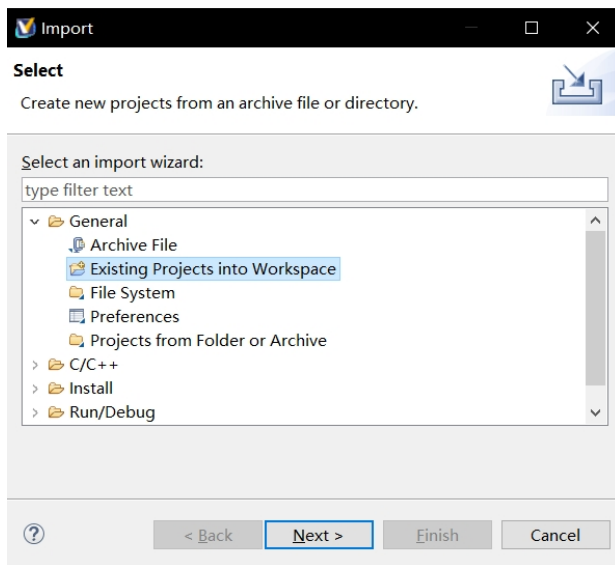 Import
Select
Create new projects from an archive file or directory.
Select an import wizard:
type filter text
General
Archive File
Existing Projects into Workspace
File System
Preferences
Projects from Folder or Archive
C/C++
Install
Run/Debug
?
< Back
Next >
Finish
Cancel